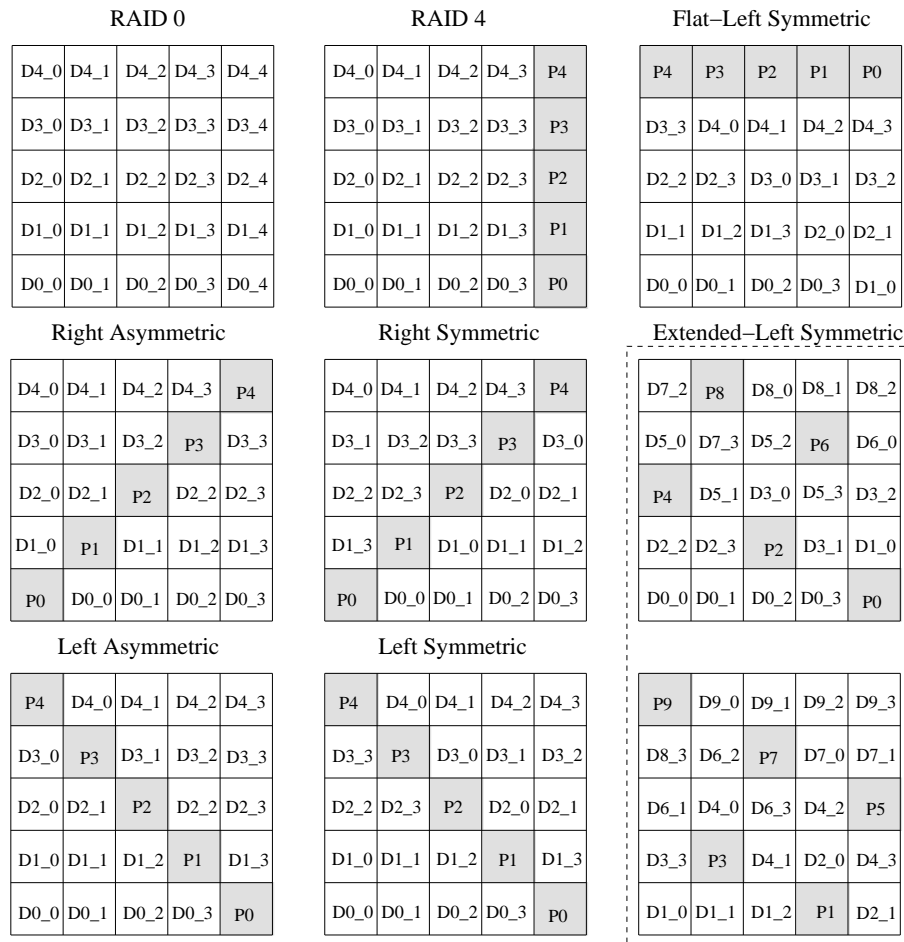 RAID 0
D4_0 D4_1 D4_2 D4_3 D4_4
D3_0 D3_1 D3_2 D3_3 D3_4
D2_0 D2_1 D2_2 D2_3 D2_4
D1_0 D1_1 D1_2 D1_3 D1_4
D0_0 D0_1 D0_2 D0_3 D0_4
RAID 4
D4_0 D4_1 D4_2 D4_3 P4
D3_0 D3_1 D3_2 D3_3 P3
D2_0 D2_1 D2_2 D2_3 P2
D1_0 D1_1 D1_2 D1_3 P1
D0_0 D0_1 D0_2 D0_3 P0
Flat−Left Symmetric
P4 P3 P2 P1 P0
D3_3 D4_0 D4_1 D4_2 D4_3
D2_2 D2_3 D3_0 D3_1 D3_2
D1_1 D1_2 D1_3 D2_0 D2_1
D0_0 D0_1 D0_2 D0_3 D1_0
Right Asymmetric
D4_0 D4_1 D4_2 D4_3 P4
D3_0 D3_1 D3_2 P3 D3_3
D2_0 D2_1 P2 D2_2 D2_3
D1_0 P1 D1_1 D1_2 D1_3
P0 D0_0 D0_1 D0_2 D0_3
Right Symmetric
D4_0 D4_1 D4_2 D4_3 P4
D3_1 D3_2 D3_3 P3 D3_0
D2_2 D2_3 P2 D2_0 D2_1
D1_3 P1 D1_0 D1_1 D1_2
P0 D0_0 D0_1 D0_2 D0_3
Extended−Left Symmetric
D7_2 P8 D8_0 D8_1 D8_2
D5_0 D7_3 D5_2 P6 D6_0
P4 D5_1 D3_0 D5_3 D3_2
D2_2 D2_3 P2 D3_1 D1_0
D0_0 D0_1 D0_2 D0_3 P0
Left Asymmetric
P4 D4_0 D4_1 D4_2 D4_3
D3_0 P3 D3_1 D3_2 D3_3
D2_0 D2_1 P2 D2_2 D2_3
D1_0 D1_1 D1_2 P1 D1_3
D0_0 D0_1 D0_2 D0_3 P0
Left Symmetric
P4 D4_0 D4_1 D4_2 D4_3
D3_3 P3 D3_0 D3_1 D3_2
D2_2 D2_3 P2 D2_0 D2_1
D1_0 D1_1 D1_2 P1 D1_3
D0_0 D0_1 D0_2 D0_3 P0
P9 D9_0 D9_1 D9_2 D9_3
D8_3 D6_2 P7 D7_0 D7_1
D6_1 D4_0 D6_3 D4_2 P5
D3_3 P3 D4_1 D2_0 D4_3
D1_0 D1_1 D1_2 P1 D2_1